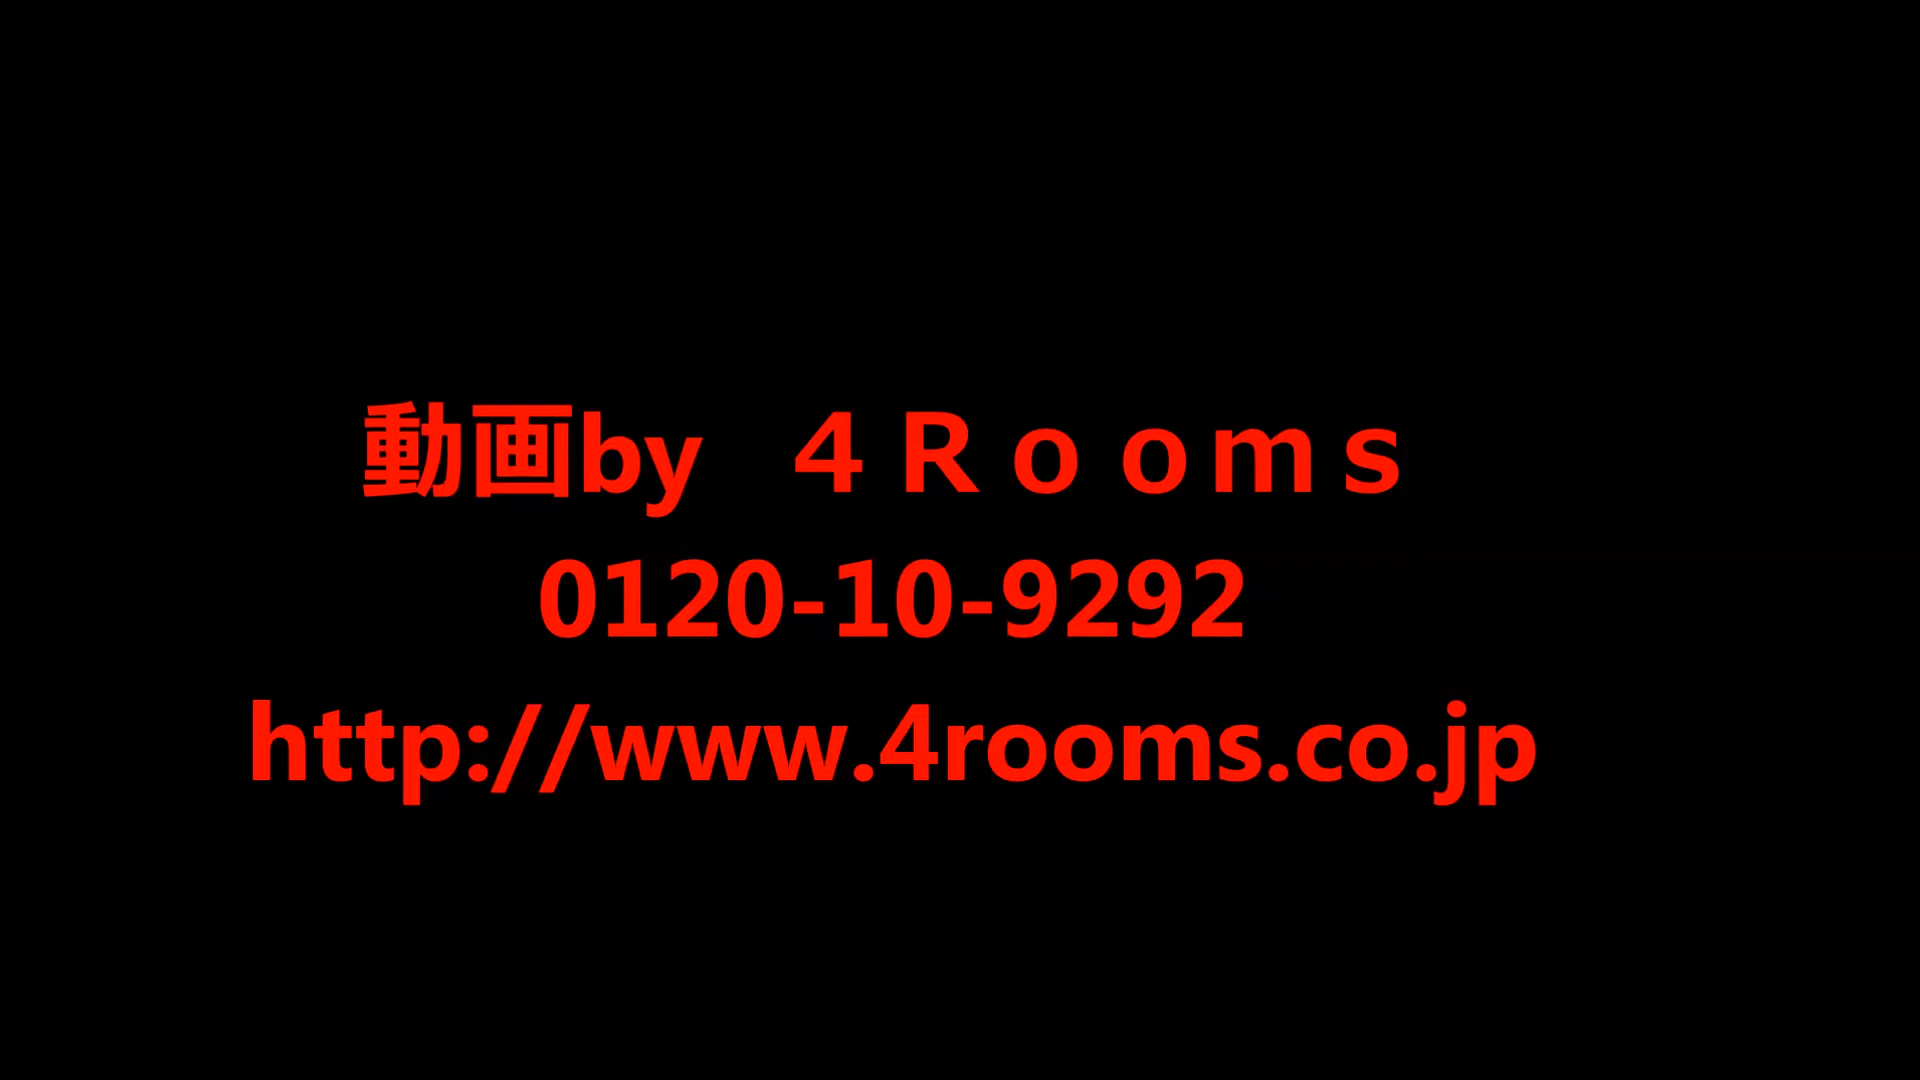 動画by　４Ｒｏｏｍｓ
0120-10-9292
http://www.4rooms.co.jp